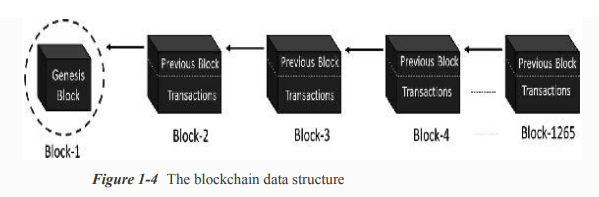 Genesis
Block
Previous Block
Transactions
Previous Block
Transactions
Previous Block
Transactions
Previous Block
Transactions
Block-1
Block-2
Block-3
Block-4
Block-1265
Figure 1-4 The blockchain data structure